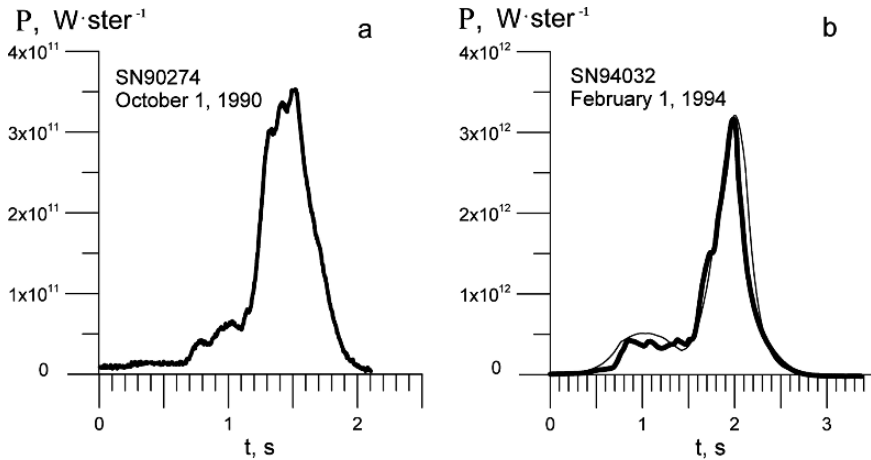 P, W·ster⁻¹
a
4x10¹¹
SN90274
October 1, 1990
3x10¹¹
2x10¹¹
1x10¹¹
0
0 1 2
t, s
P, W·ster⁻¹
b
4x10¹²
SN94032
February 1, 1994
3x10¹²
2x10¹²
1x10¹²
0
0 1 2 3
t, s